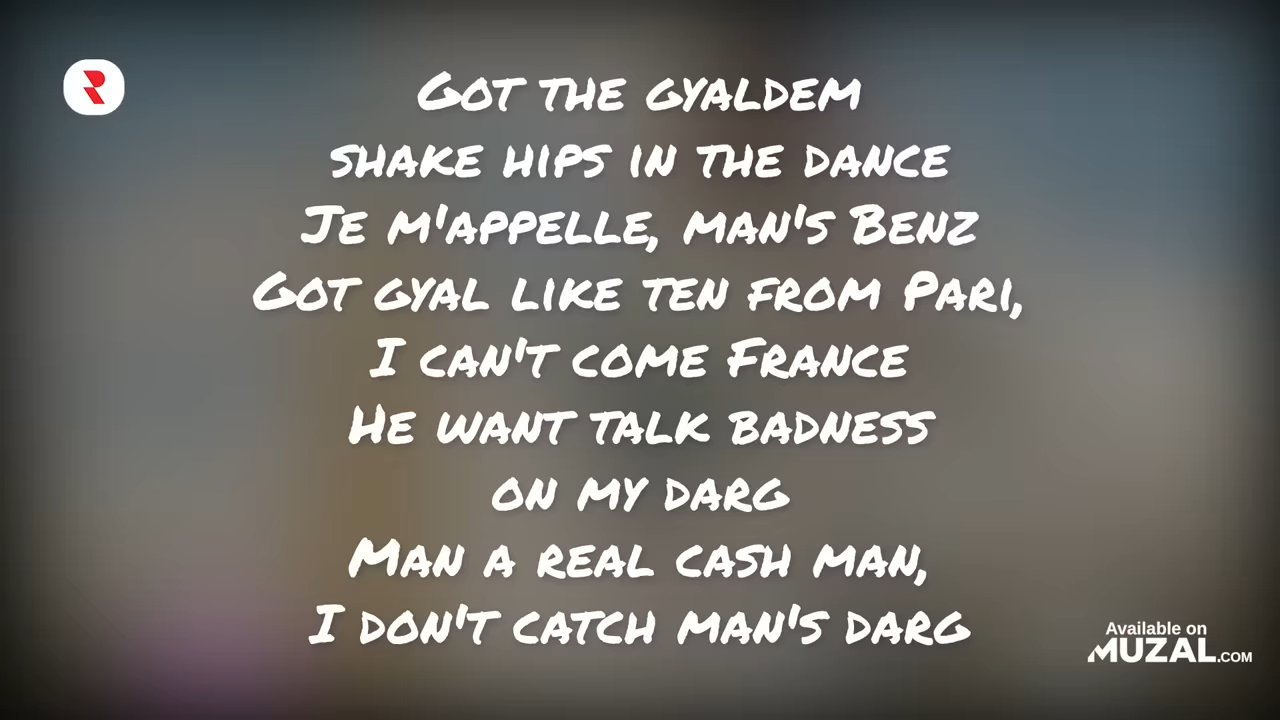 Got the gyaldem
shake hips in the dance
Je m'appelle, man's Benz
Got gyal like ten from Pari,
I can't come France
He want talk badness
on my darg
Man a real cash man,
I don't catch man's darg
Available on
MUZAL.COM